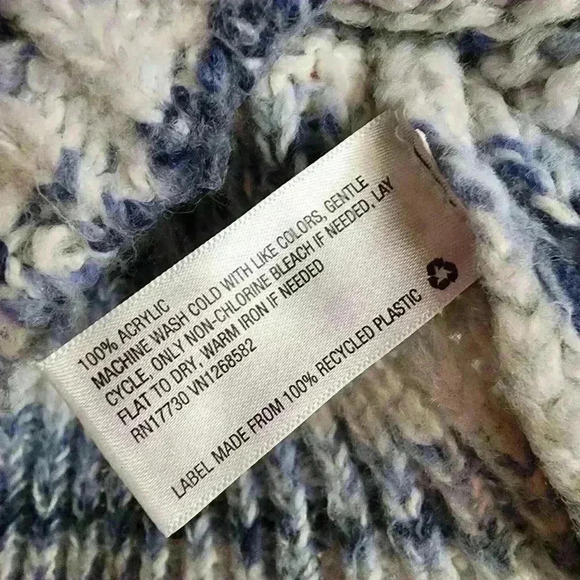 100% ACRYLIC
MACHINE WASH COLD WITH LIKE COLORS, GENTLE
CYCLE, ONLY NON-CHLORINE BLEACH IF NEEDED, LAY
FLAT TO DRY, WARM IRON IF NEEDED
RN17730 VN1268582
LABEL MADE FROM 100% RECYCLED PLASTIC